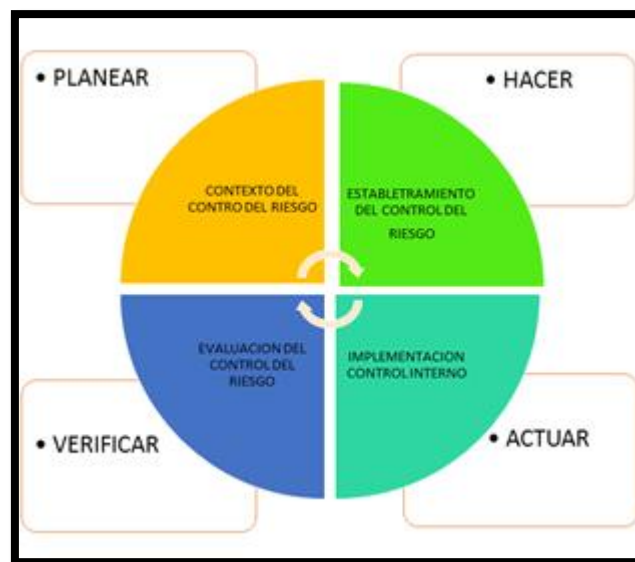 • PLANEAR
• HACER
CONTEXTO DEL
CONTRO DEL RIESGO
ESTABLETRAMIENTO
DEL CONTROL DEL
RIESGO
EVALUACION DEL
CONTROL DEL
RIESGO
IMPLEMENTACION
CONTROL INTERNO
• VERIFICAR
• ACTUAR